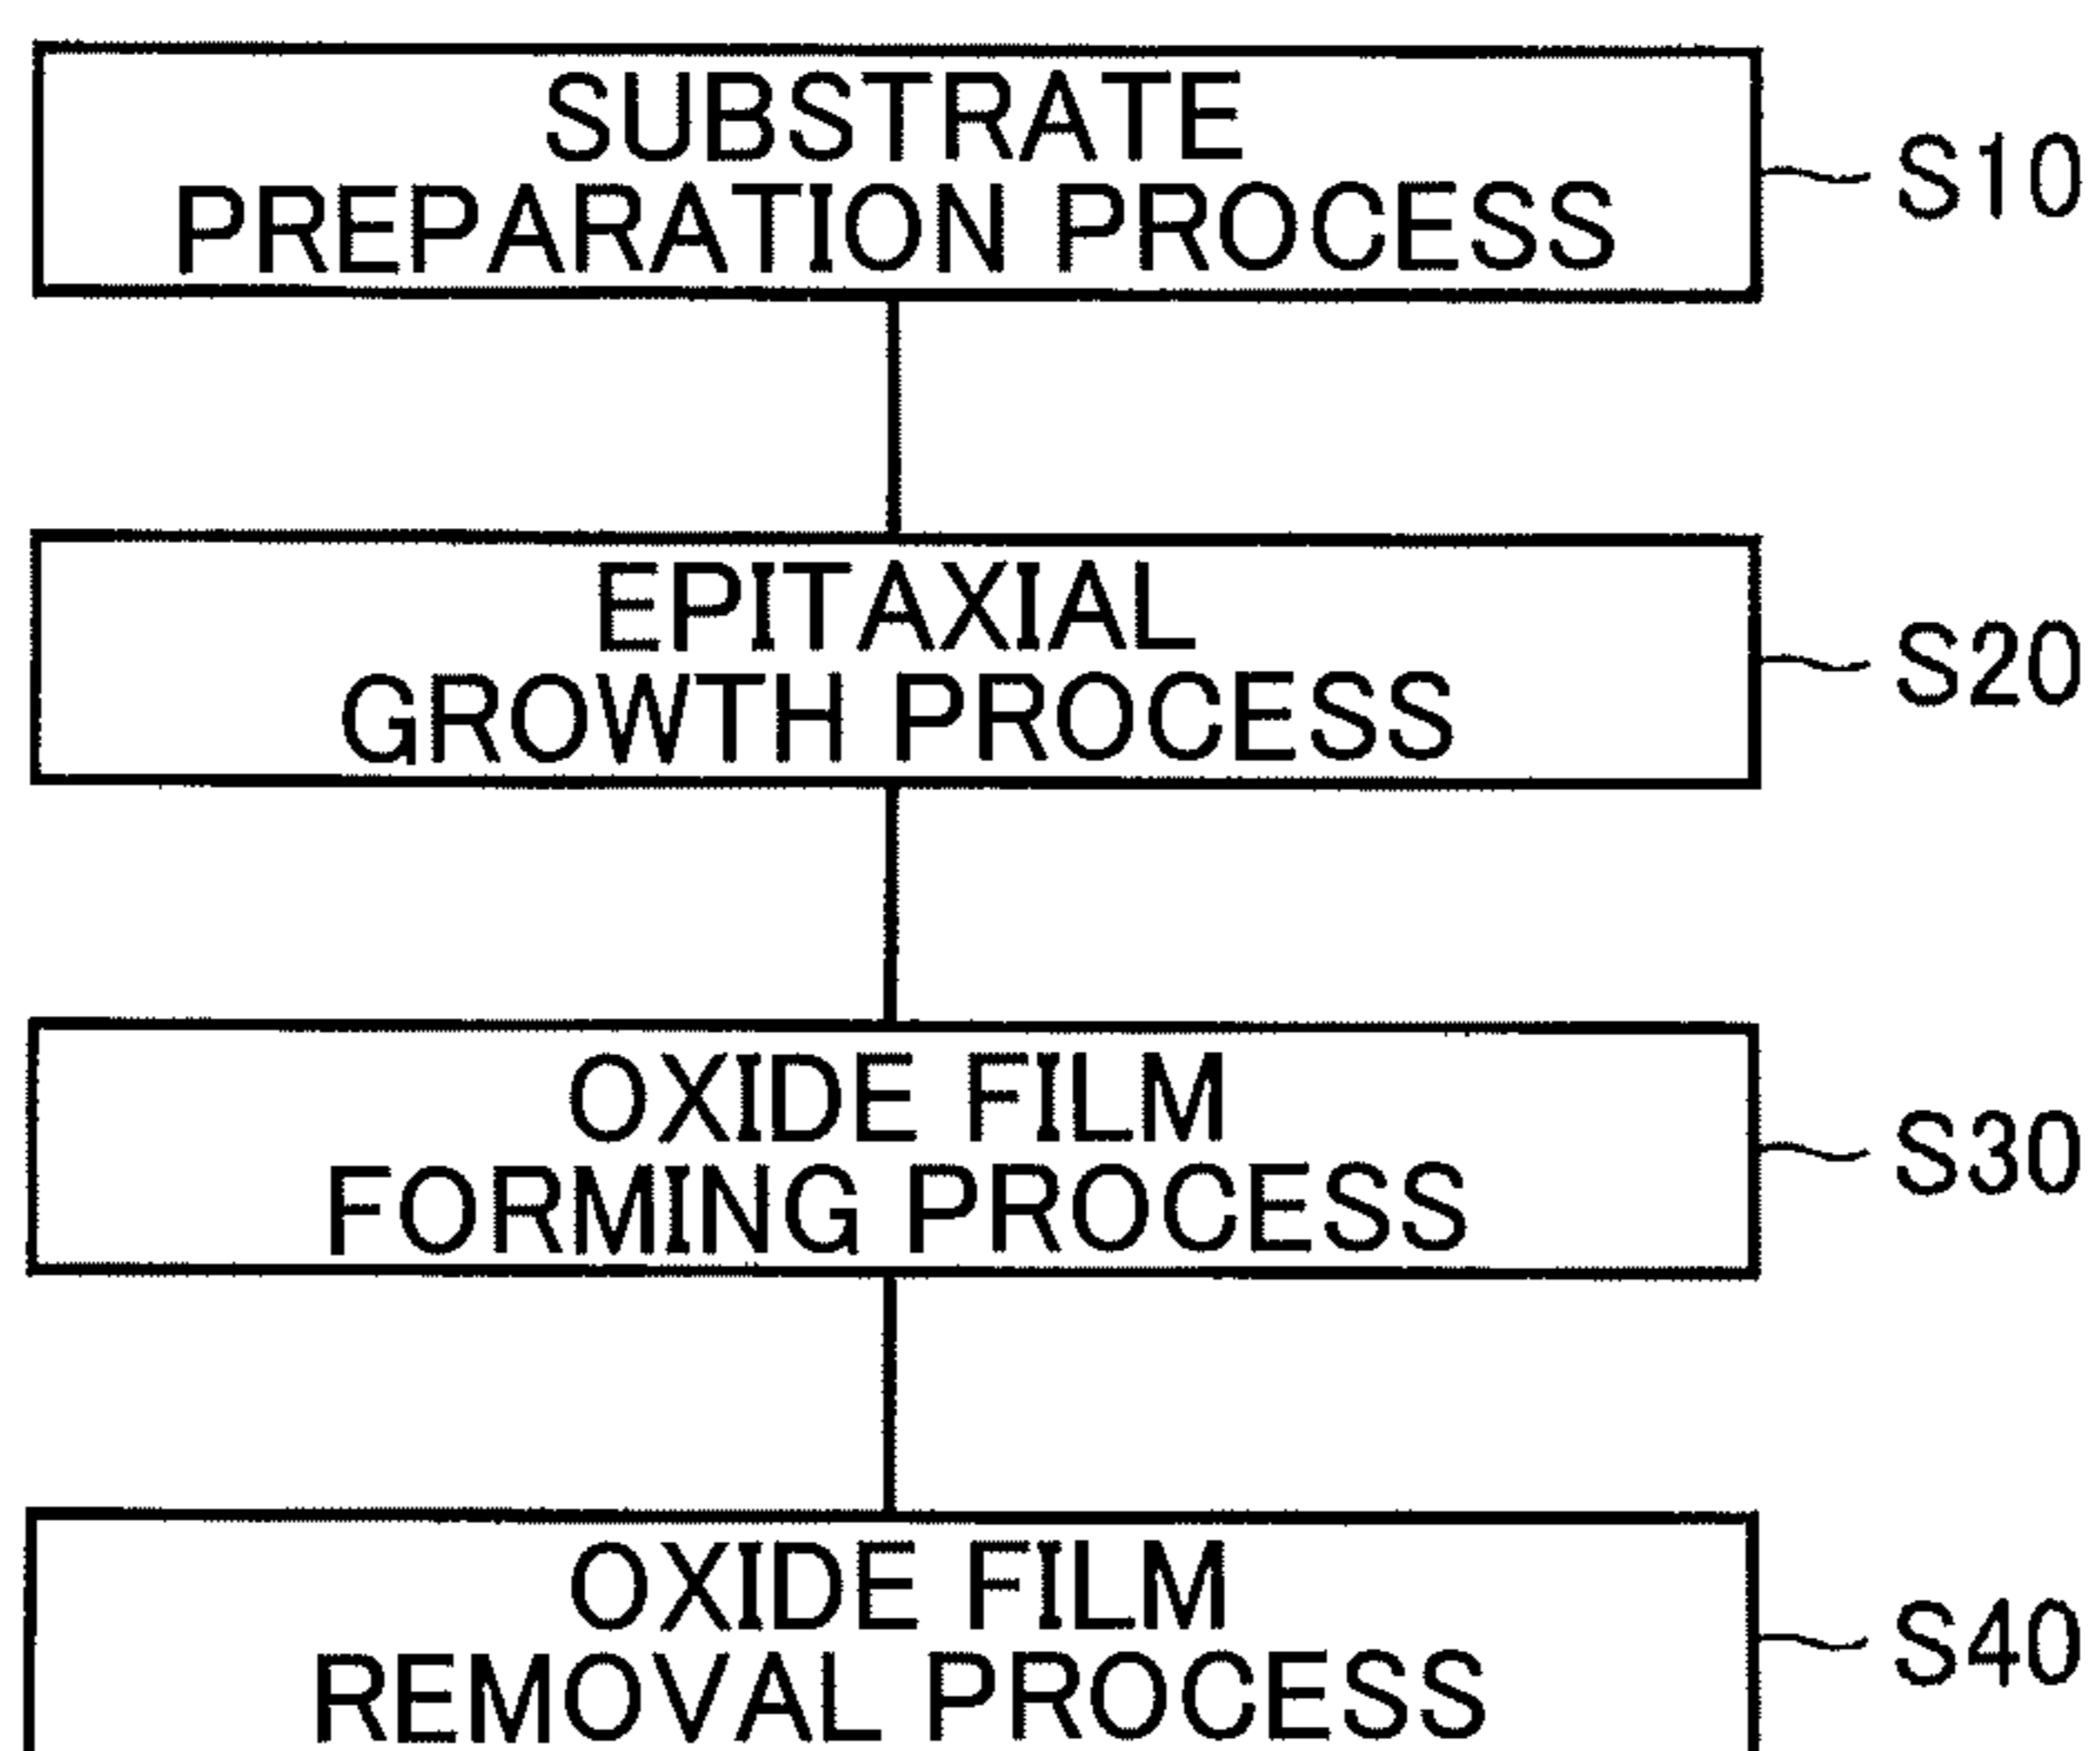 SUBSTRATE
PREPARATION PROCESS
S10
EPITAXIAL
GROWTH PROCESS
S20
OXIDE FILM
FORMING PROCESS
S30
OXIDE FILM
REMOVAL PROCESS
S40